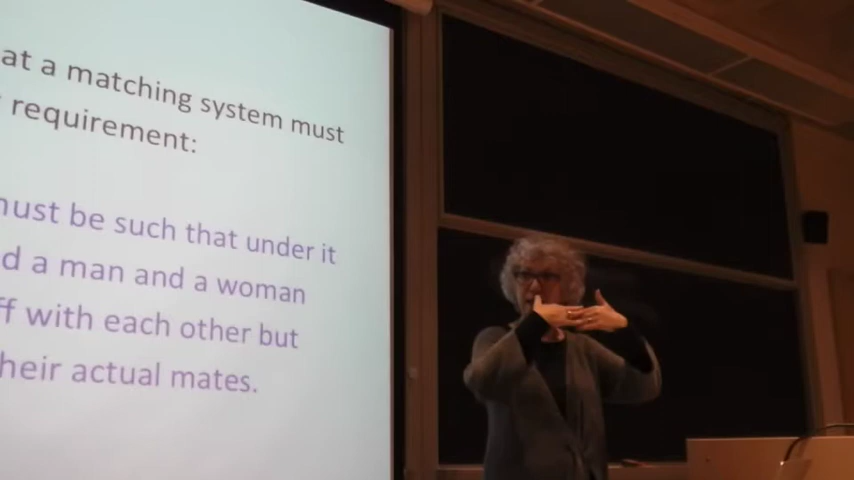 at a matching system must
requirement:
must be such that under it
d a man and a woman
ff with each other but
heir actual mates.